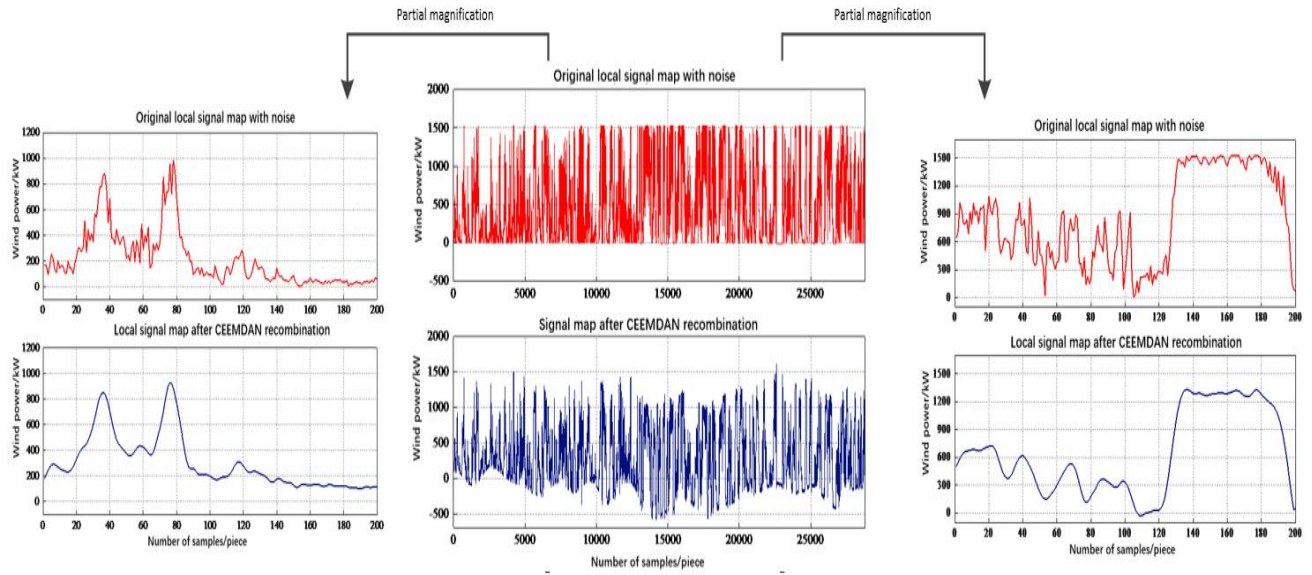 Partial magnification
Partial magnification
Original local signal map with noise
Wind power/kW
1200
1000
800
600
400
200
0
0 20 40 60 80 100 120 140 160 180 200
Local signal map after CEEMDAN recombination
Wind power/kW
1200
1000
800
600
400
200
0
0 20 40 60 80 100 120 140 160 180 200
Number of samples/piece
Original local signal map with noise
Wind power/kW
2000
1500
1000
500
0
-500
0 5000 10000 15000 20000 25000
Signal map after CEEMDAN recombination
Wind power/kW
2000
1500
1000
500
0
-500
0 5000 10000 15000 20000 25000
Number of samples/piece
Original local signal map with noise
Wind power/kW
1500
1200
900
600
300
0
0 20 40 60 80 100 120 140 160 180 200
Local signal map after CEEMDAN recombination
Wind power/kW
1500
1200
900
600
300
0
0 20 40 60 80 100 120 140 160 180 200
Number of samples/piece